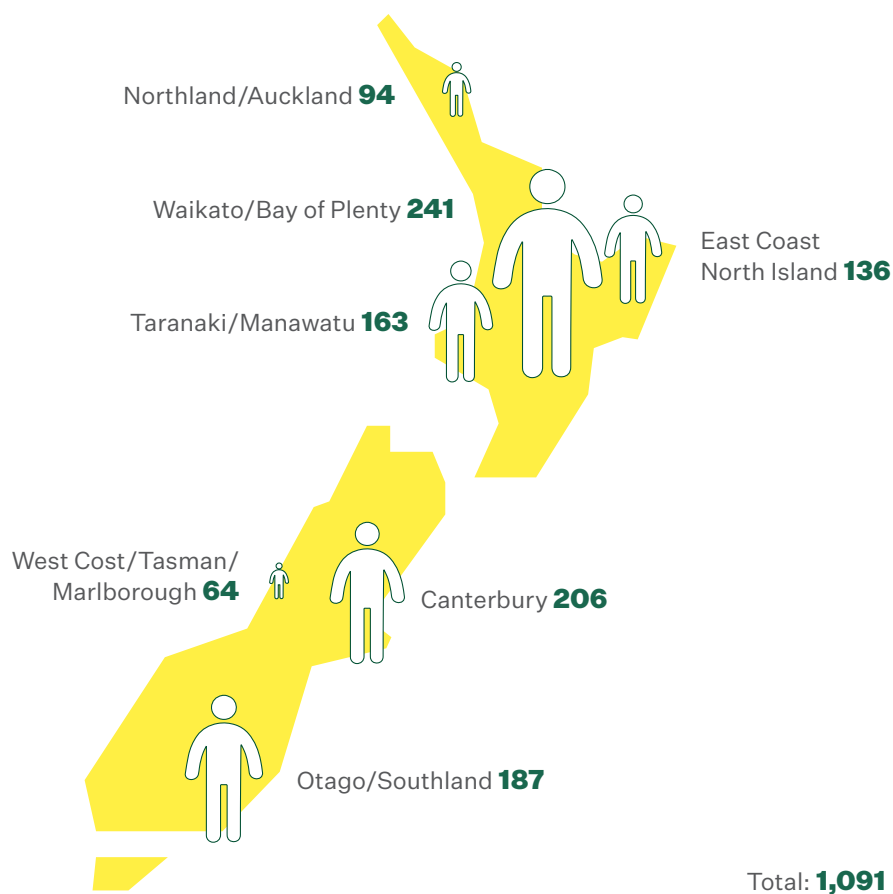 Northland/Auckland 94
Waikato/Bay of Plenty 241
East Coast
North Island 136
Taranaki/Manawatu 163
West Cost/Tasman/
Marlborough 64
Canterbury 206
Otago/Southland 187
Total: 1,091